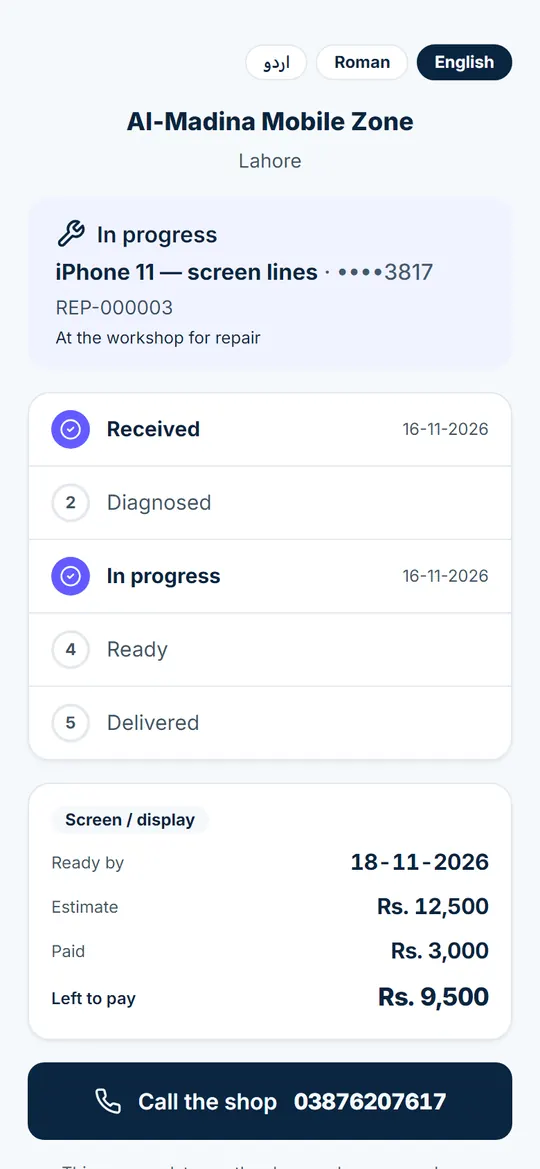 اردو Roman English
Al-Madina Mobile Zone
Lahore
In progress
iPhone 11 — screen lines · ••••3817
REP-000003
At the workshop for repair
Received 16-11-2026
2 Diagnosed
In progress 16-11-2026
4 Ready
5 Delivered
Screen / display
Ready by 18-11-2026
Estimate Rs. 12,500
Paid Rs. 3,000
Left to pay Rs. 9,500
Call the shop 03876207617